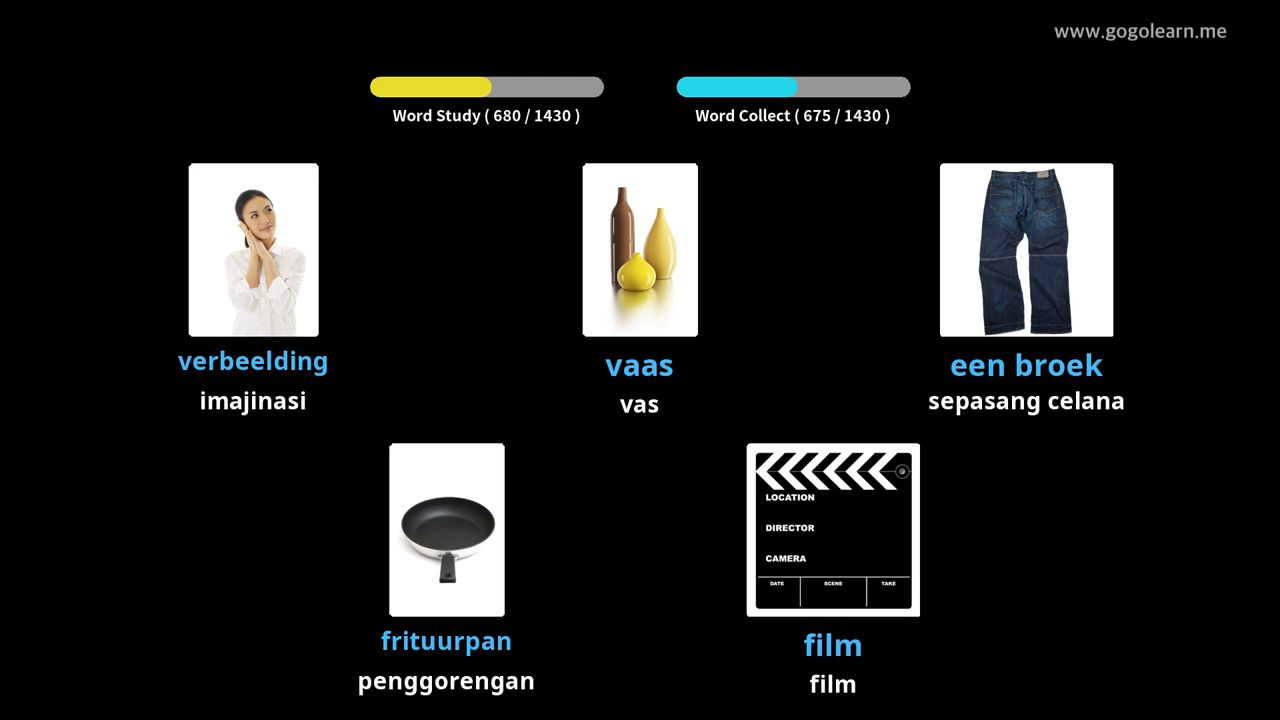 www.gogolearn.me
Word Study ( 680 / 1430 )
Word Collect ( 675 / 1430 )
verbeelding
imajinasi
vaas
vas
een broek
sepasang celana
frituurpan
penggorengan
LOCATION
DIRECTOR
CAMERA
DATE SCENE TAKE
film
film